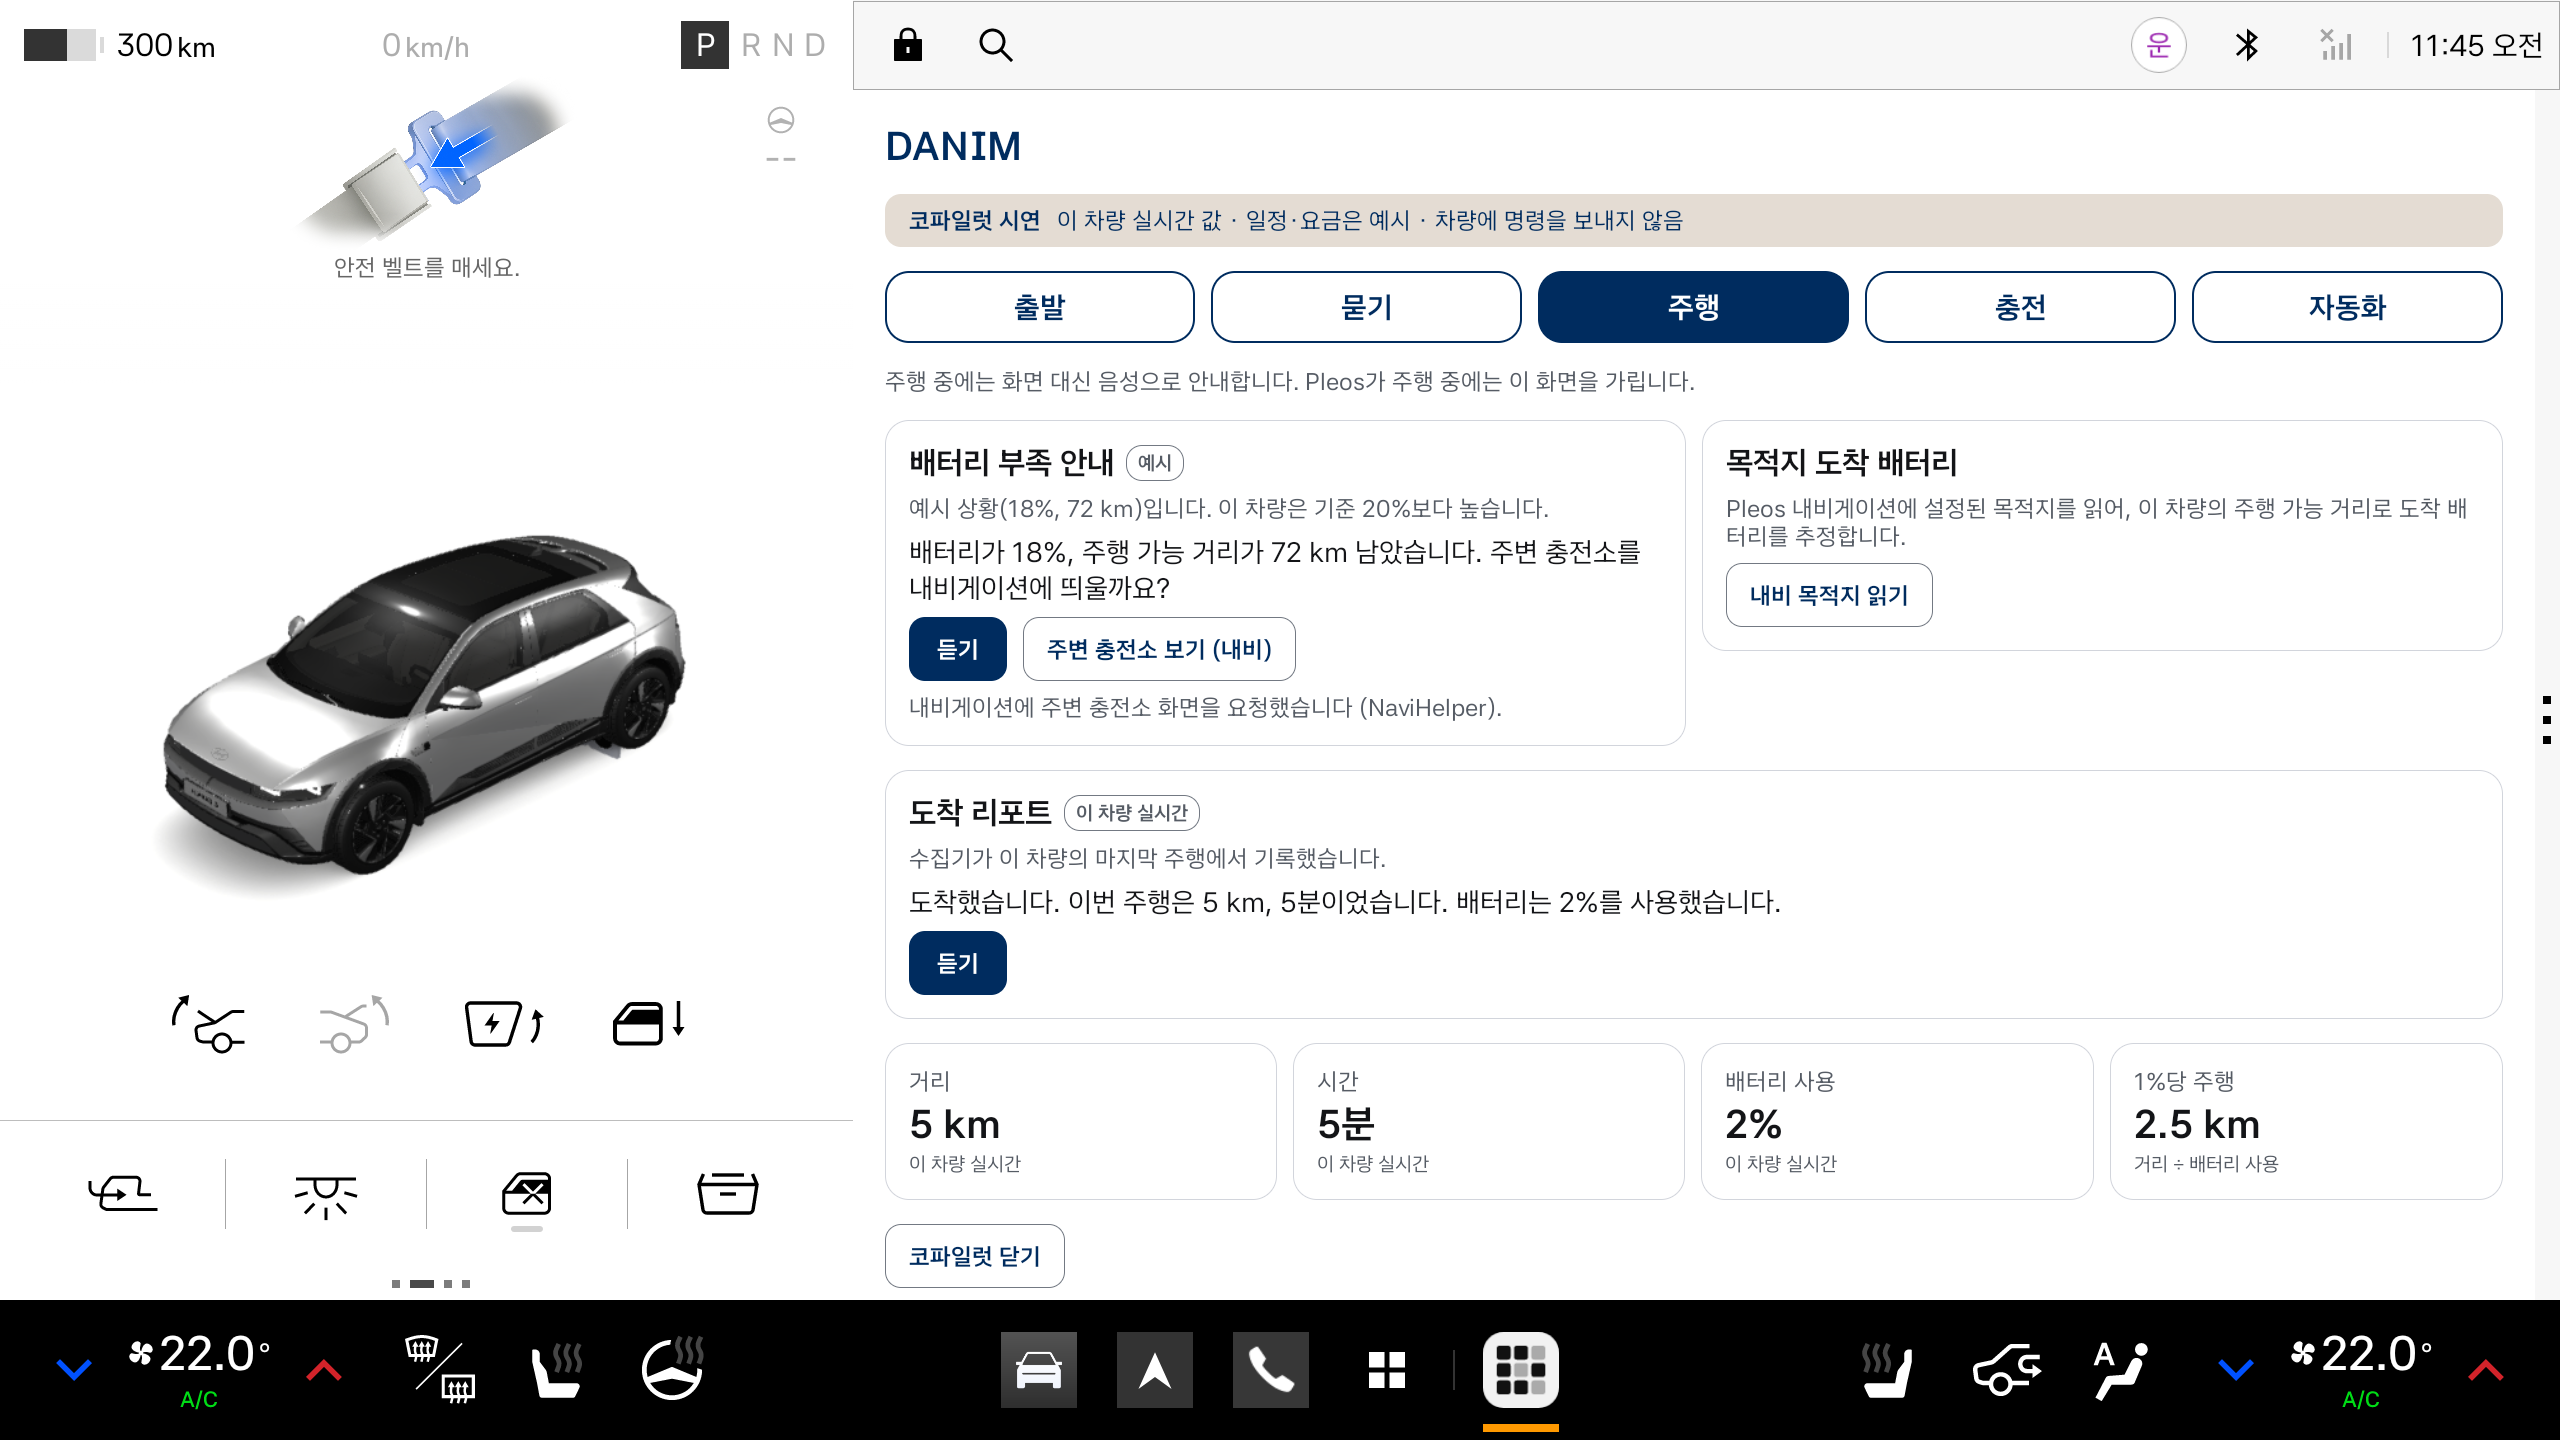 300 km
0 km/h
P R N D
운
11:45 오전
안전 벨트를 매세요.
DANIM
코파일럿 시연 이 차량 실시간 값 · 일정·요금은 예시 · 차량에 명령을 보내지 않음
출발
묻기
주행
충전
자동화
주행 중에는 화면 대신 음성으로 안내합니다. Pleos가 주행 중에는 이 화면을 가립니다.
배터리 부족 안내 예시
예시 상황(18%, 72 km)입니다. 이 차량은 기준 20%보다 높습니다.
배터리가 18%, 주행 가능 거리가 72 km 남았습니다. 주변 충전소를
내비게이션에 띄울까요?
듣기
주변 충전소 보기 (내비)
내비게이션에 주변 충전소 화면을 요청했습니다 (NaviHelper).
목적지 도착 배터리
Pleos 내비게이션에 설정된 목적지를 읽어, 이 차량의 주행 가능 거리로 도착 배
터리를 추정합니다.
내비 목적지 읽기
도착 리포트 이 차량 실시간
수집기가 이 차량의 마지막 주행에서 기록했습니다.
도착했습니다. 이번 주행은 5 km, 5분이었습니다. 배터리는 2%를 사용했습니다.
듣기
거리
5 km
이 차량 실시간
시간
5분
이 차량 실시간
배터리 사용
2%
이 차량 실시간
1%당 주행
2.5 km
거리 ÷ 배터리 사용
코파일럿 닫기
22.0°
A/C
A
22.0°
A/C